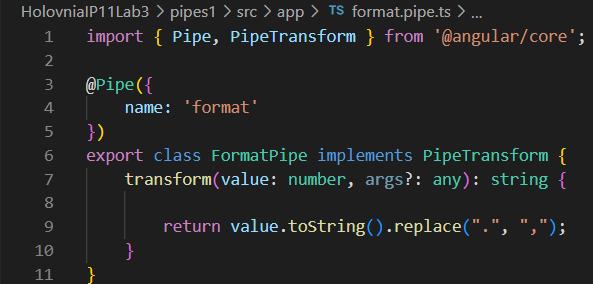 HolovniaIP11Lab3 > pipes1 > src > app > TS format.pipe.ts > ...
1 import { Pipe, PipeTransform } from '@angular/core';
2
3 @Pipe({
4     name: 'format'
5 })
6 export class FormatPipe implements PipeTransform {
7     transform(value: number, args?: any): string {
8
9         return value.toString().replace(".", ",");
10     }
11 }